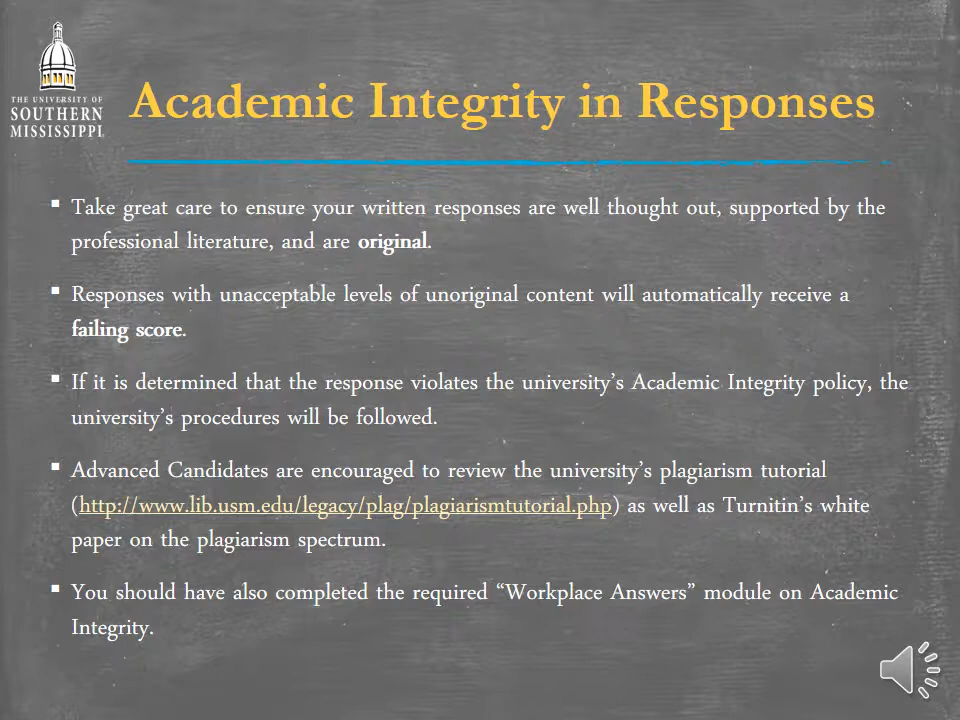 THE UNIVERSITY OF
SOUTHERN
MISSISSIPPI
Academic Integrity in Responses
▪ Take great care to ensure your written responses are well thought out, supported by the
professional literature, and are original.
▪ Responses with unacceptable levels of unoriginal content will automatically receive a
failing score.
▪ If it is determined that the response violates the university’s Academic Integrity policy, the
university’s procedures will be followed.
▪ Advanced Candidates are encouraged to review the university’s plagiarism tutorial
(http://www.lib.usm.edu/legacy/plag/plagiarismtutorial.php) as well as Turnitin’s white
paper on the plagiarism spectrum.
▪ You should have also completed the required “Workplace Answers” module on Academic
Integrity.